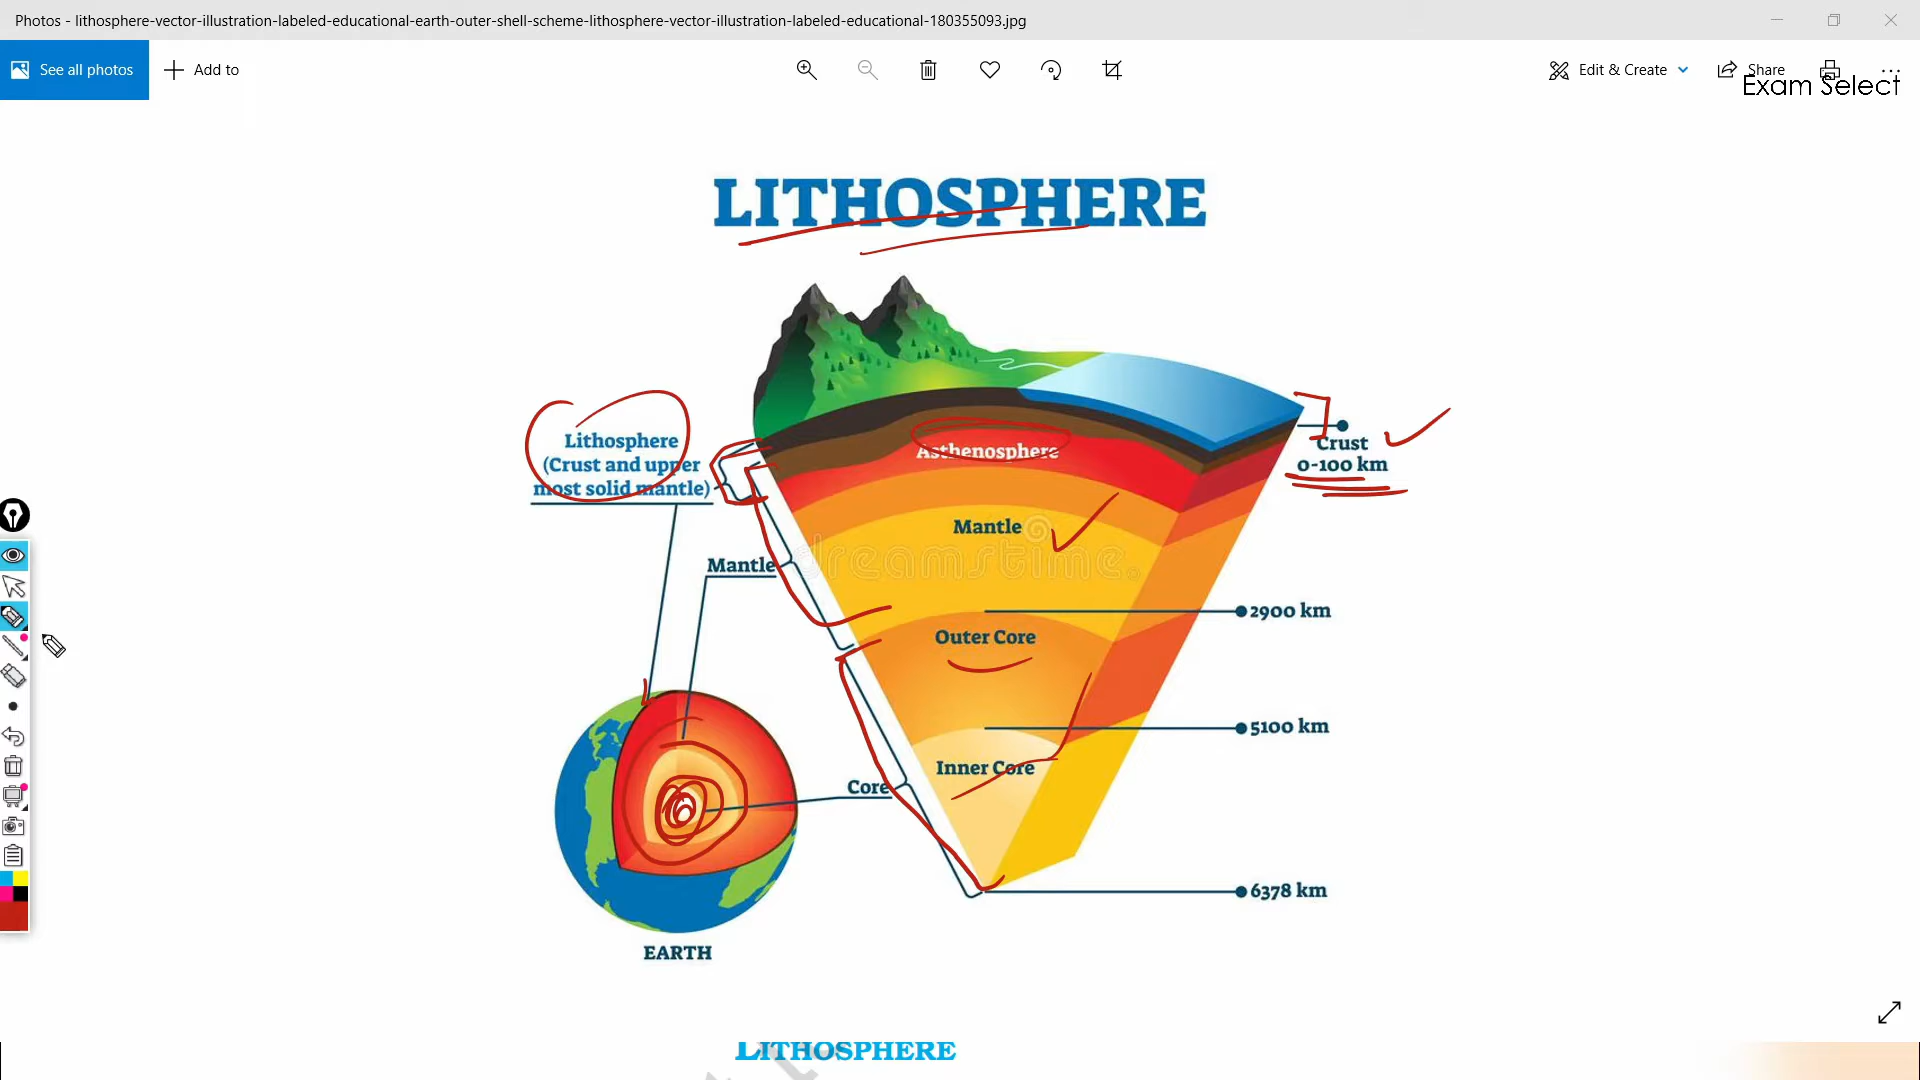 Photos - lithosphere-vector-illustration-labeled-educational-earth-outer-shell-scheme-lithosphere-vector-illustration-labeled-educational-180355093.jpg
See all photos
Add to
Edit & Create
Share
Exam Select
LITHOSPHERE
Lithosphere
(Crust and upper
most solid mantle)
Asthenosphere
Crust
0-100 km
Mantle
dreamstime
Mantle
2900 km
Outer Core
5100 km
Inner Core
Core
6378 km
EARTH
LITHOSPHERE